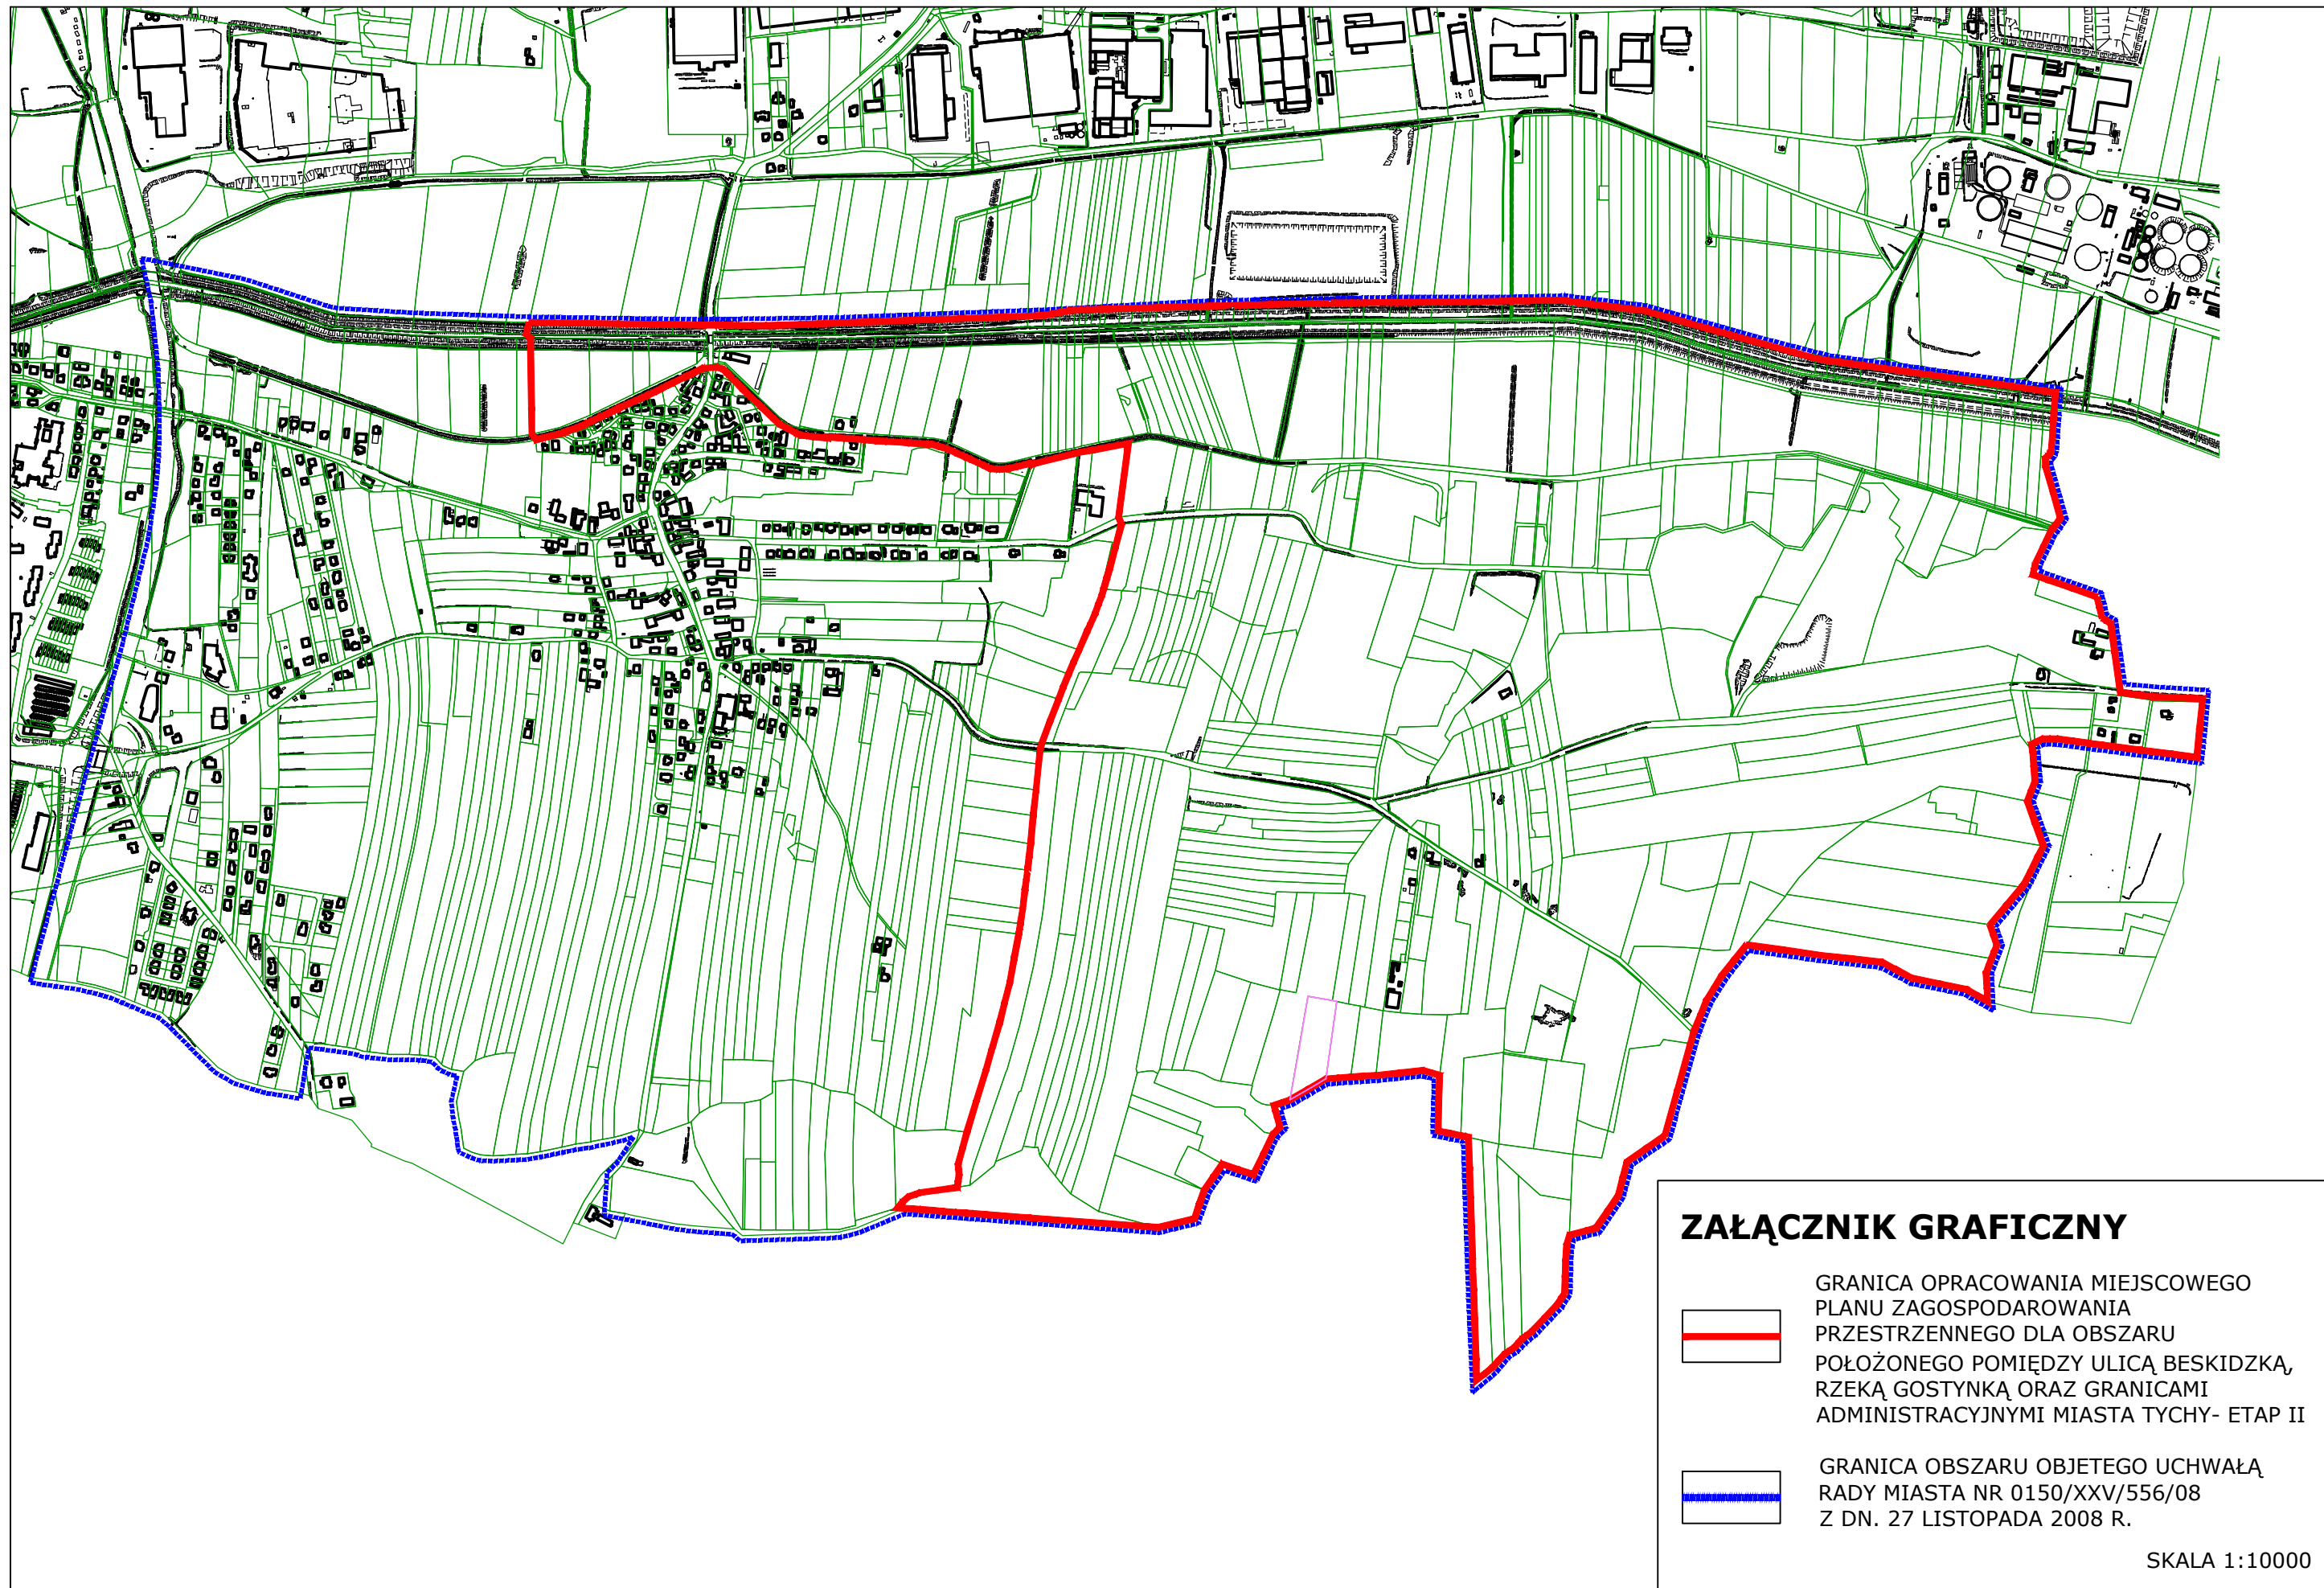 ZAŁĄCZNIK GRAFICZNY
GRANICA OPRACOWANIA MIEJSCOWEGO
PLANU ZAGOSPODAROWANIA
PRZESTRZENNEGO DLA OBSZARU
POŁOŻONEGO POMIĘDZY ULICĄ BESKIDZKĄ,
RZEKĄ GOSTYNKĄ ORAZ GRANICAMI
ADMINISTRACYJNYMI MIASTA TYCHY- ETAP II
GRANICA OBSZARU OBJETEGO UCHWAŁĄ
RADY MIASTA NR 0150/XXV/556/08
Z DN. 27 LISTOPADA 2008 R.
SKALA 1:10000